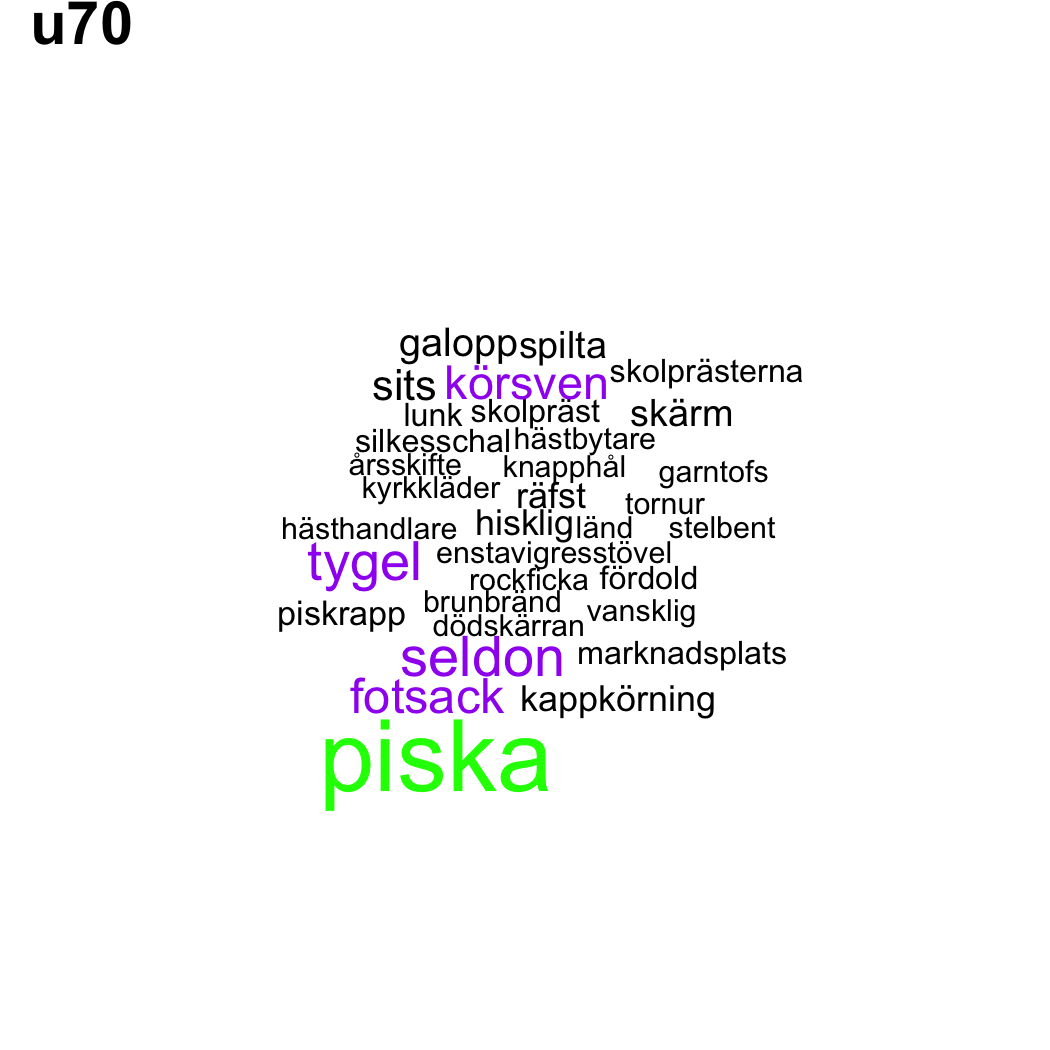 u70
galopp spilta
sits körsven skolprästerna
lunk skolpräst skärm
silkesschal hästbytare
årsskifte knapphål garntofs
kyrkkläder räfst tornur
hästhandlare hisklig länd stelbent
tygel enstavigresstövel
rockficka fördold
piskrapp brunbränd vansklig
dödskärran
seldon marknadsplats
fotsack kappkörning
piska